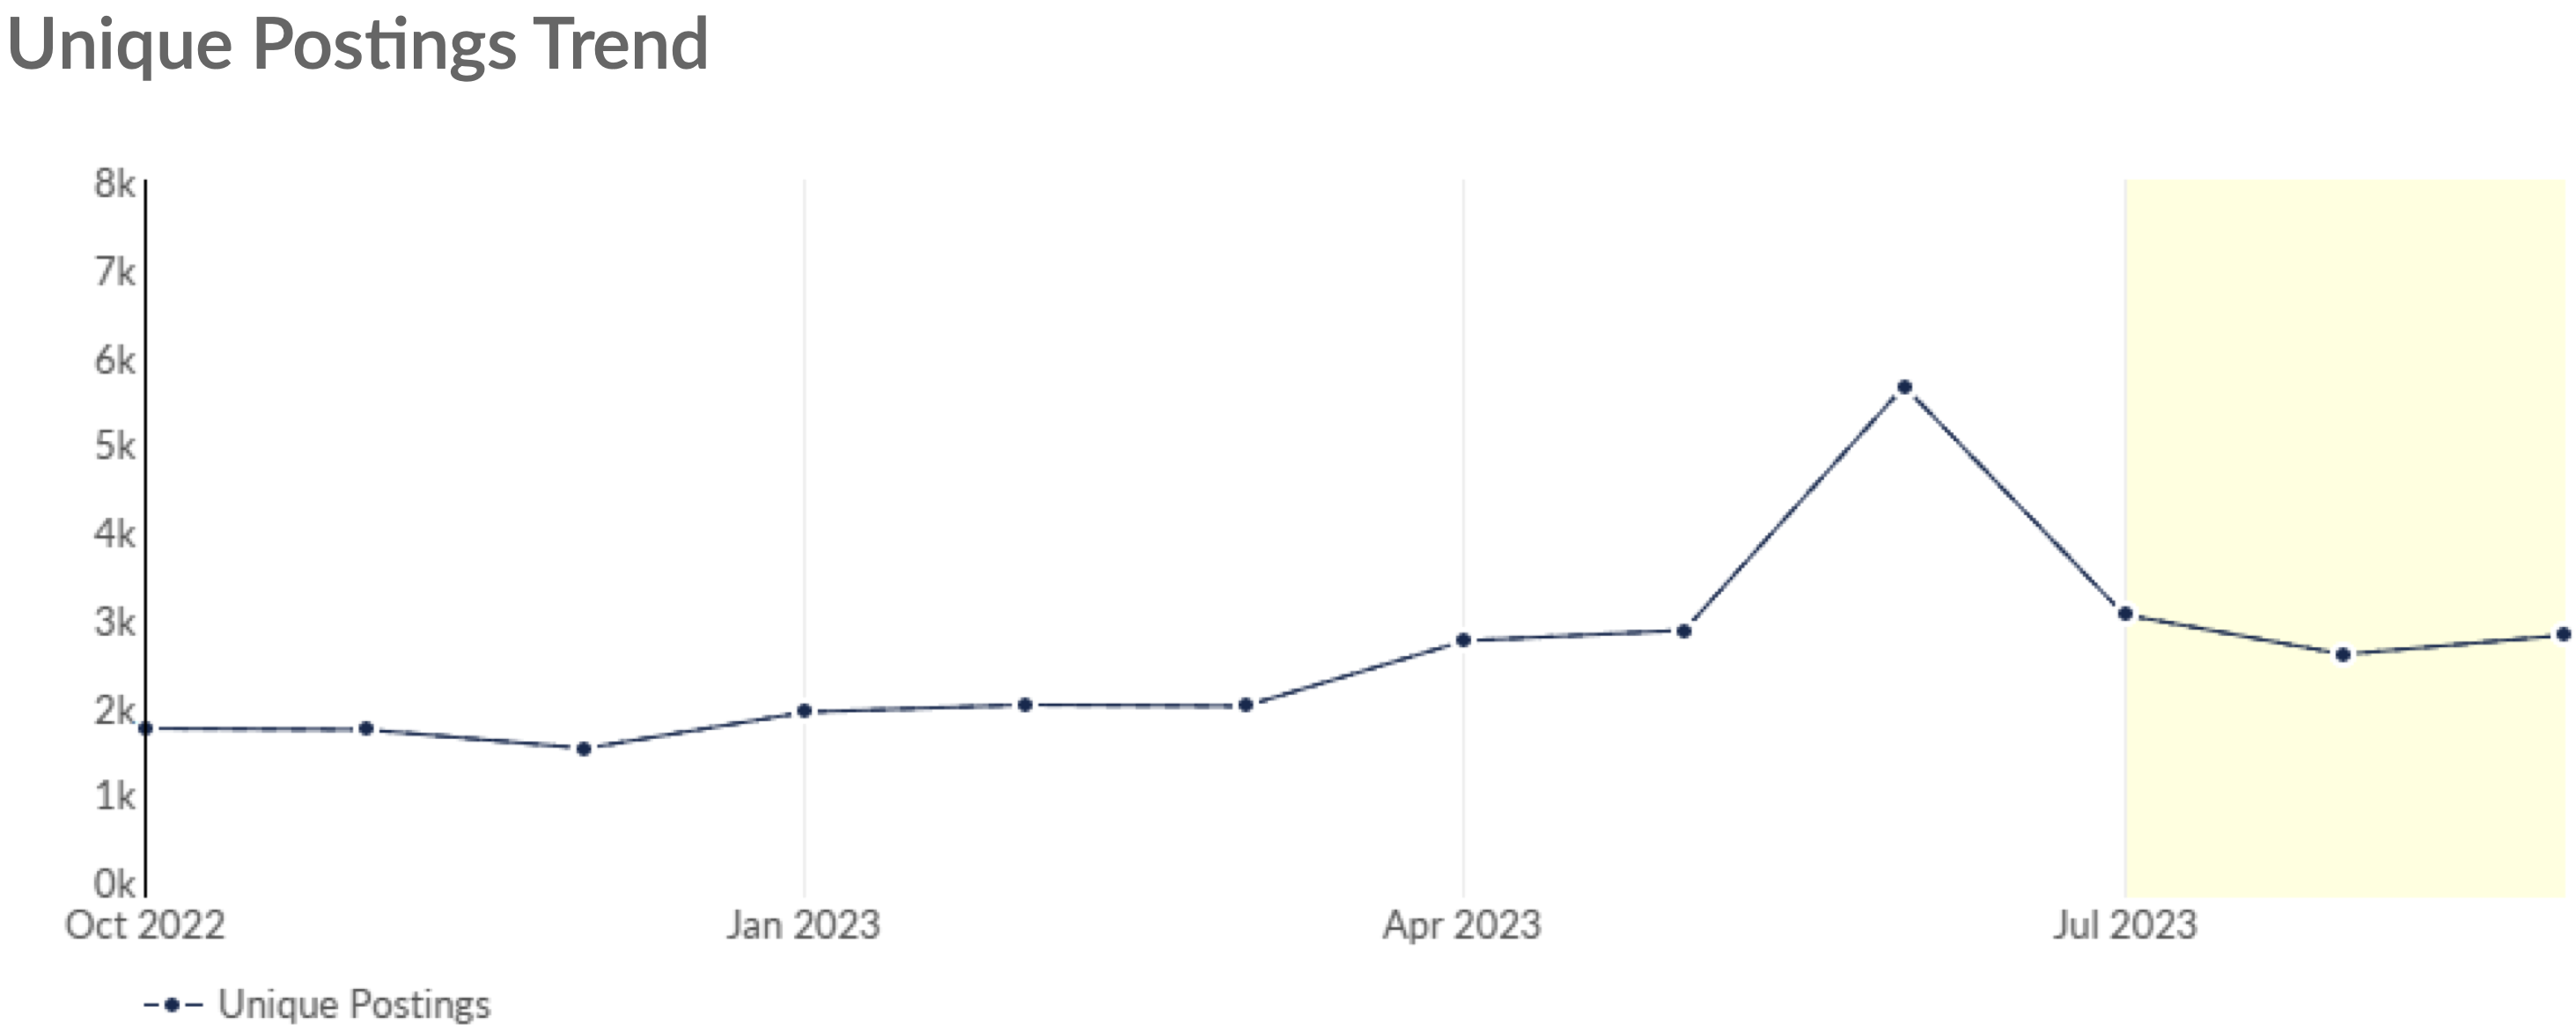 Unique Postings Trend
8k
7k
6k
5k
4k
3k
2k
1k
0k
Oct 2022 Jan 2023 Apr 2023 Jul 2023
Unique Postings